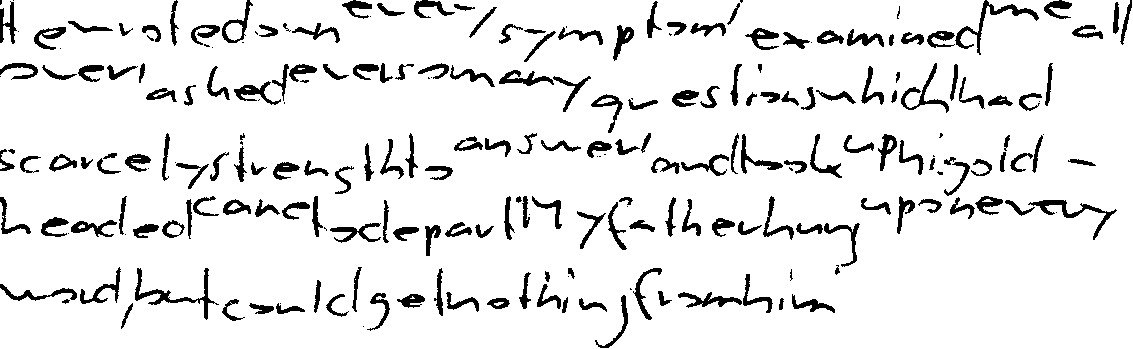 He wrote down every symptom, examined me all
over, asked ever so many questions which I had
scarcely strength to answer, and took up his gold-
headed cane to depart. My father hung upon every
word, but could get nothing from him